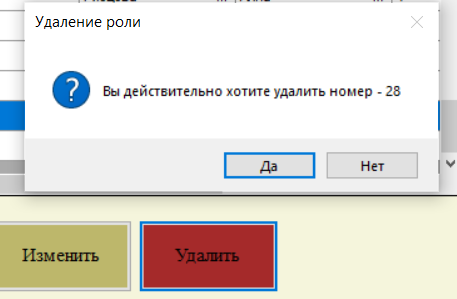 Удаление роли
Вы действительно хотите удалить номер - 28
Да
Нет
Изменить
Удалить